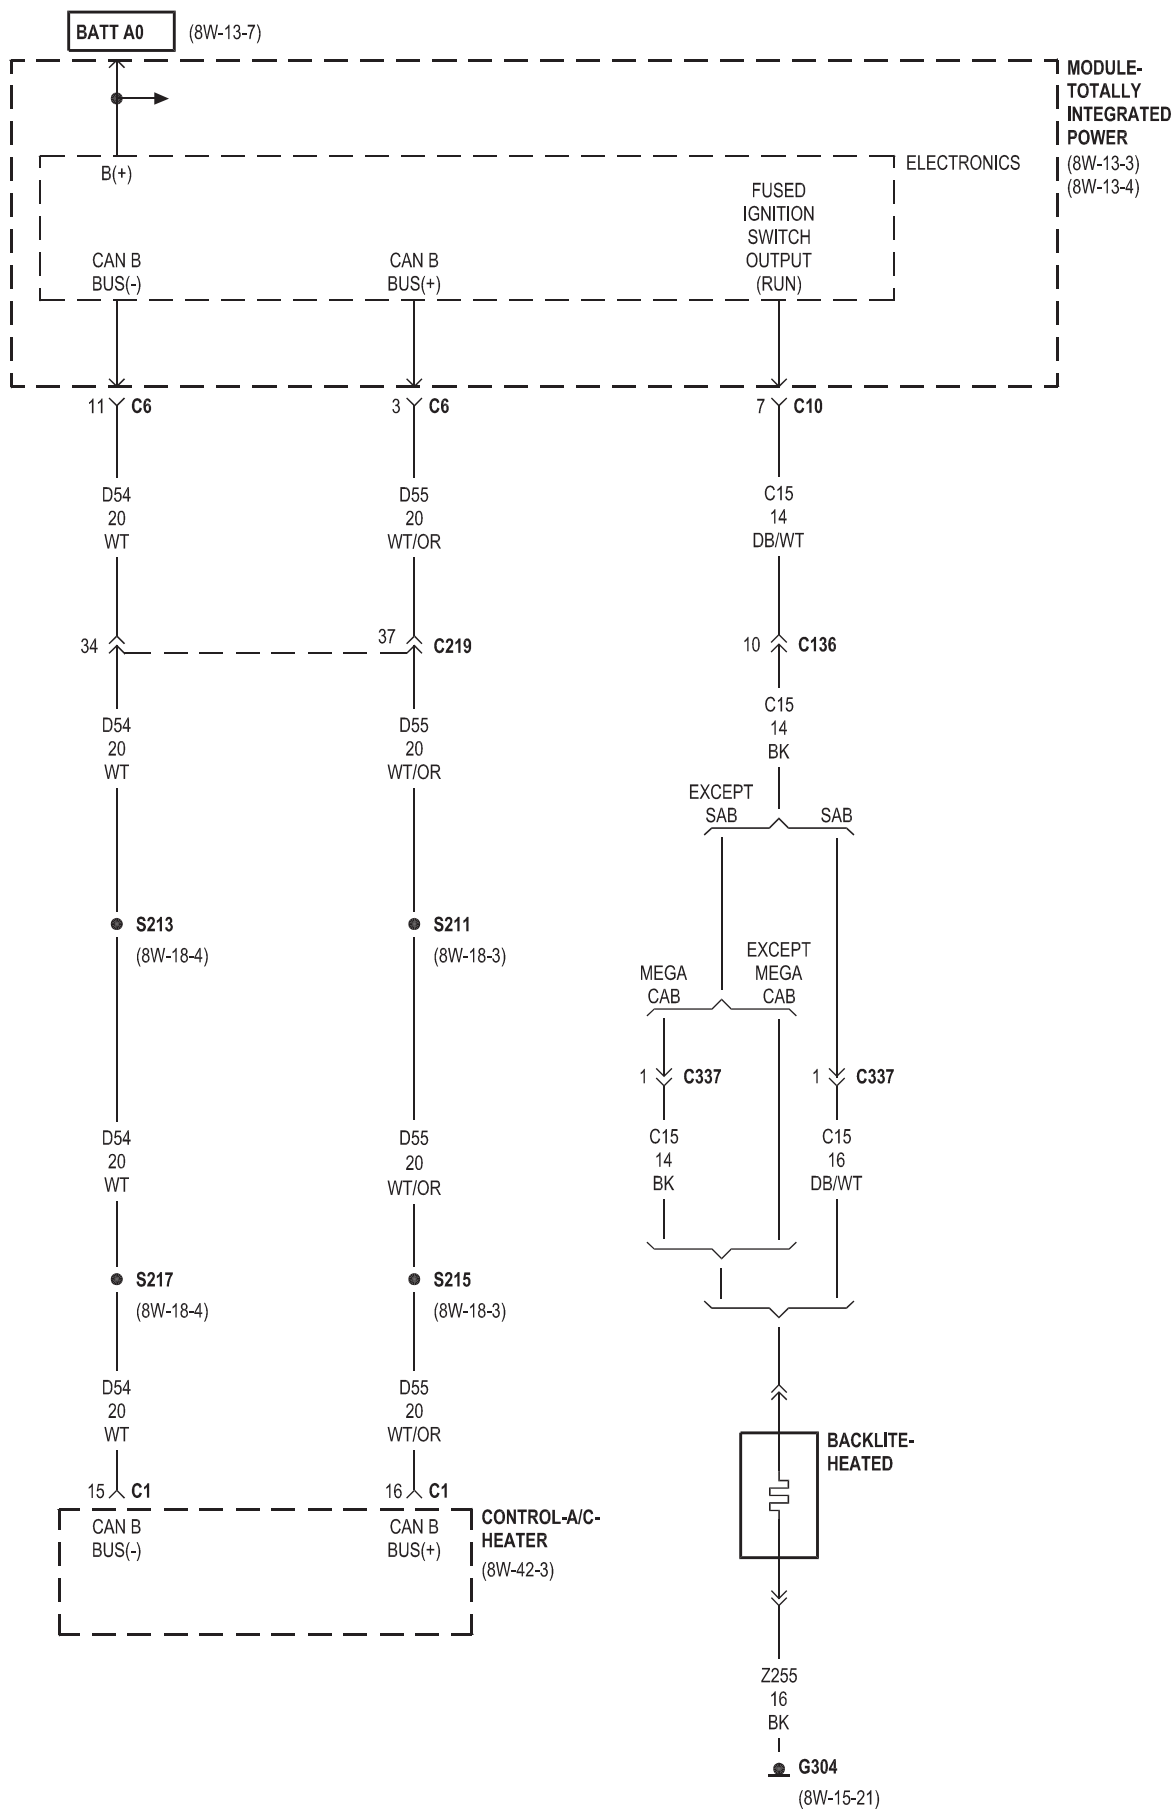 BATT A0 (8W-13-7)
MODULE-
TOTALLY
INTEGRATED
POWER
(8W-13-3)
(8W-13-4)
ELECTRONICS
B(+)
FUSED
IGNITION
SWITCH
OUTPUT
(RUN)
CAN B
BUS(-)
CAN B
BUS(+)
11 C6
3 C6
7 C10
D54
20
WT
D55
20
WT/OR
C15
14
DB/WT
34
37 C219
10 C136
D54
20
WT
D55
20
WT/OR
C15
14
BK
EXCEPT
SAB
SAB
S213
(8W-18-4)
S211
(8W-18-3)
MEGA
CAB
EXCEPT
MEGA
CAB
1 C337
1 C337
D54
20
WT
D55
20
WT/OR
C15
14
BK
C15
16
DB/WT
S217
(8W-18-4)
S215
(8W-18-3)
D54
20
WT
D55
20
WT/OR
BACKLITE-
HEATED
15 C1
16 C1
CAN B
BUS(-)
CAN B
BUS(+)
CONTROL-A/C-
HEATER
(8W-42-3)
Z255
16
BK
G304
(8W-15-21)